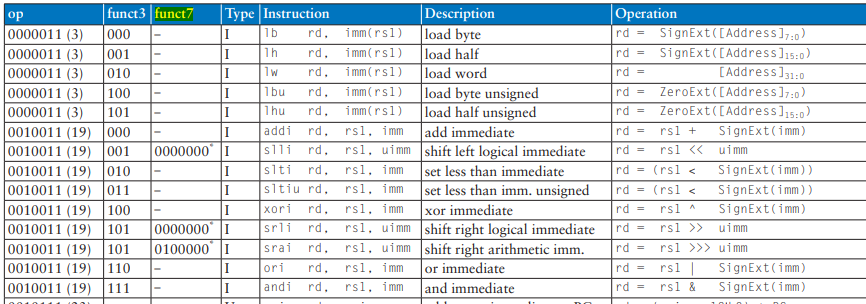 op funct3 funct7 Type Instruction Description Operation
0000011 (3) 000 – I lb rd, imm(rs1) load byte rd = SignExt([Address]7:0)
0000011 (3) 001 – I lh rd, imm(rs1) load half rd = SignExt([Address]15:0)
0000011 (3) 010 – I lw rd, imm(rs1) load word rd = [Address]31:0
0000011 (3) 100 – I lbu rd, imm(rs1) load byte unsigned rd = ZeroExt([Address]7:0)
0000011 (3) 101 – I lhu rd, imm(rs1) load half unsigned rd = ZeroExt([Address]15:0)
0010011 (19) 000 – I addi rd, rs1, imm add immediate rd = rs1 + SignExt(imm)
0010011 (19) 001 0000000* I slli rd, rs1, uimm shift left logical immediate rd = rs1 << uimm
0010011 (19) 010 – I slti rd, rs1, imm set less than immediate rd = (rs1 < SignExt(imm))
0010011 (19) 011 – I sltiu rd, rs1, imm set less than imm. unsigned rd = (rs1 < SignExt(imm))
0010011 (19) 100 – I xori rd, rs1, imm xor immediate rd = rs1 ^ SignExt(imm)
0010011 (19) 101 0000000* I srli rd, rs1, uimm shift right logical immediate rd = rs1 >> uimm
0010011 (19) 101 0100000* I srai rd, rs1, uimm shift right arithmetic imm. rd = rs1 >>> uimm
0010011 (19) 110 – I ori rd, rs1, imm or immediate rd = rs1 | SignExt(imm)
0010011 (19) 111 – I andi rd, rs1, imm and immediate rd = rs1 & SignExt(imm)